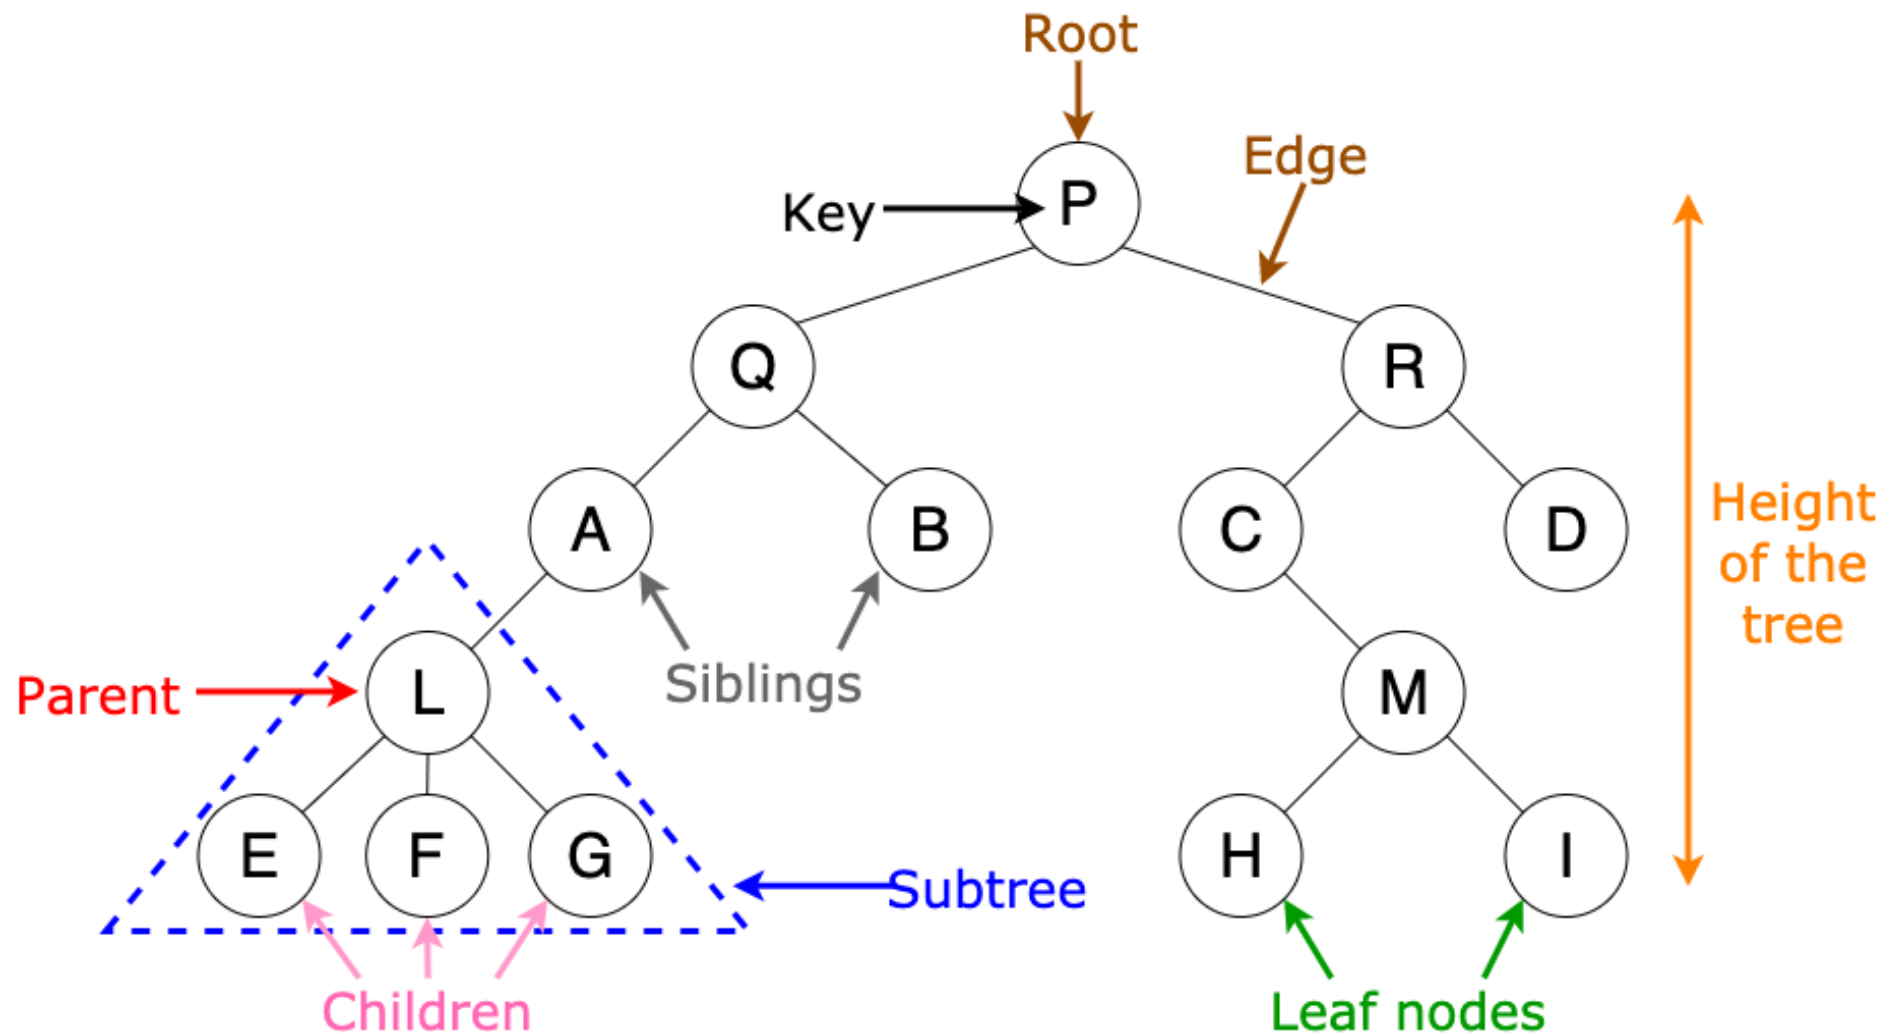 Root
Edge
Key
P
Q
R
A
B
C
D
Height
of the
tree
Parent
L
Siblings
M
E
F
G
H
I
Subtree
Children
Leaf nodes